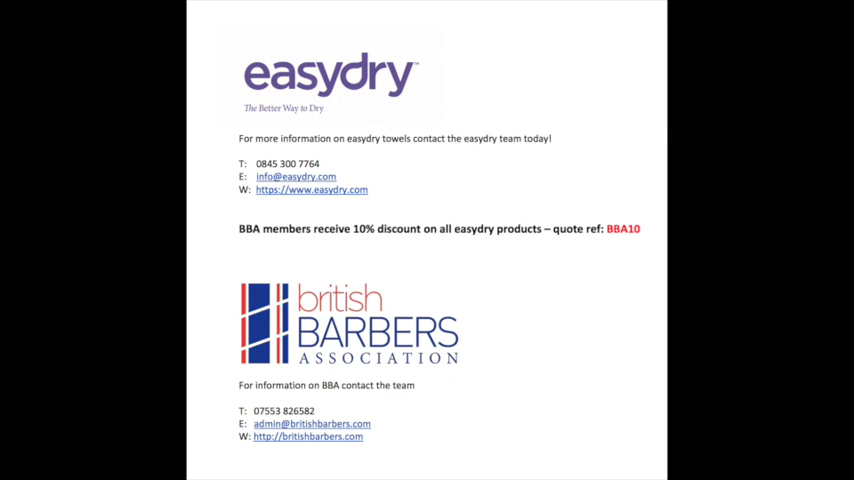 easydry™
The Better Way to Dry
For more information on easydry towels contact the easydry team today!
T: 0845 300 7764
E: info@easydry.com
W: https://www.easydry.com
BBA members receive 10% discount on all easydry products – quote ref: BBA10
british
BARBERS
ASSOCIATION
For information on BBA contact the team
T: 07553 826582
E: admin@britishbarbers.com
W: http://britishbarbers.com